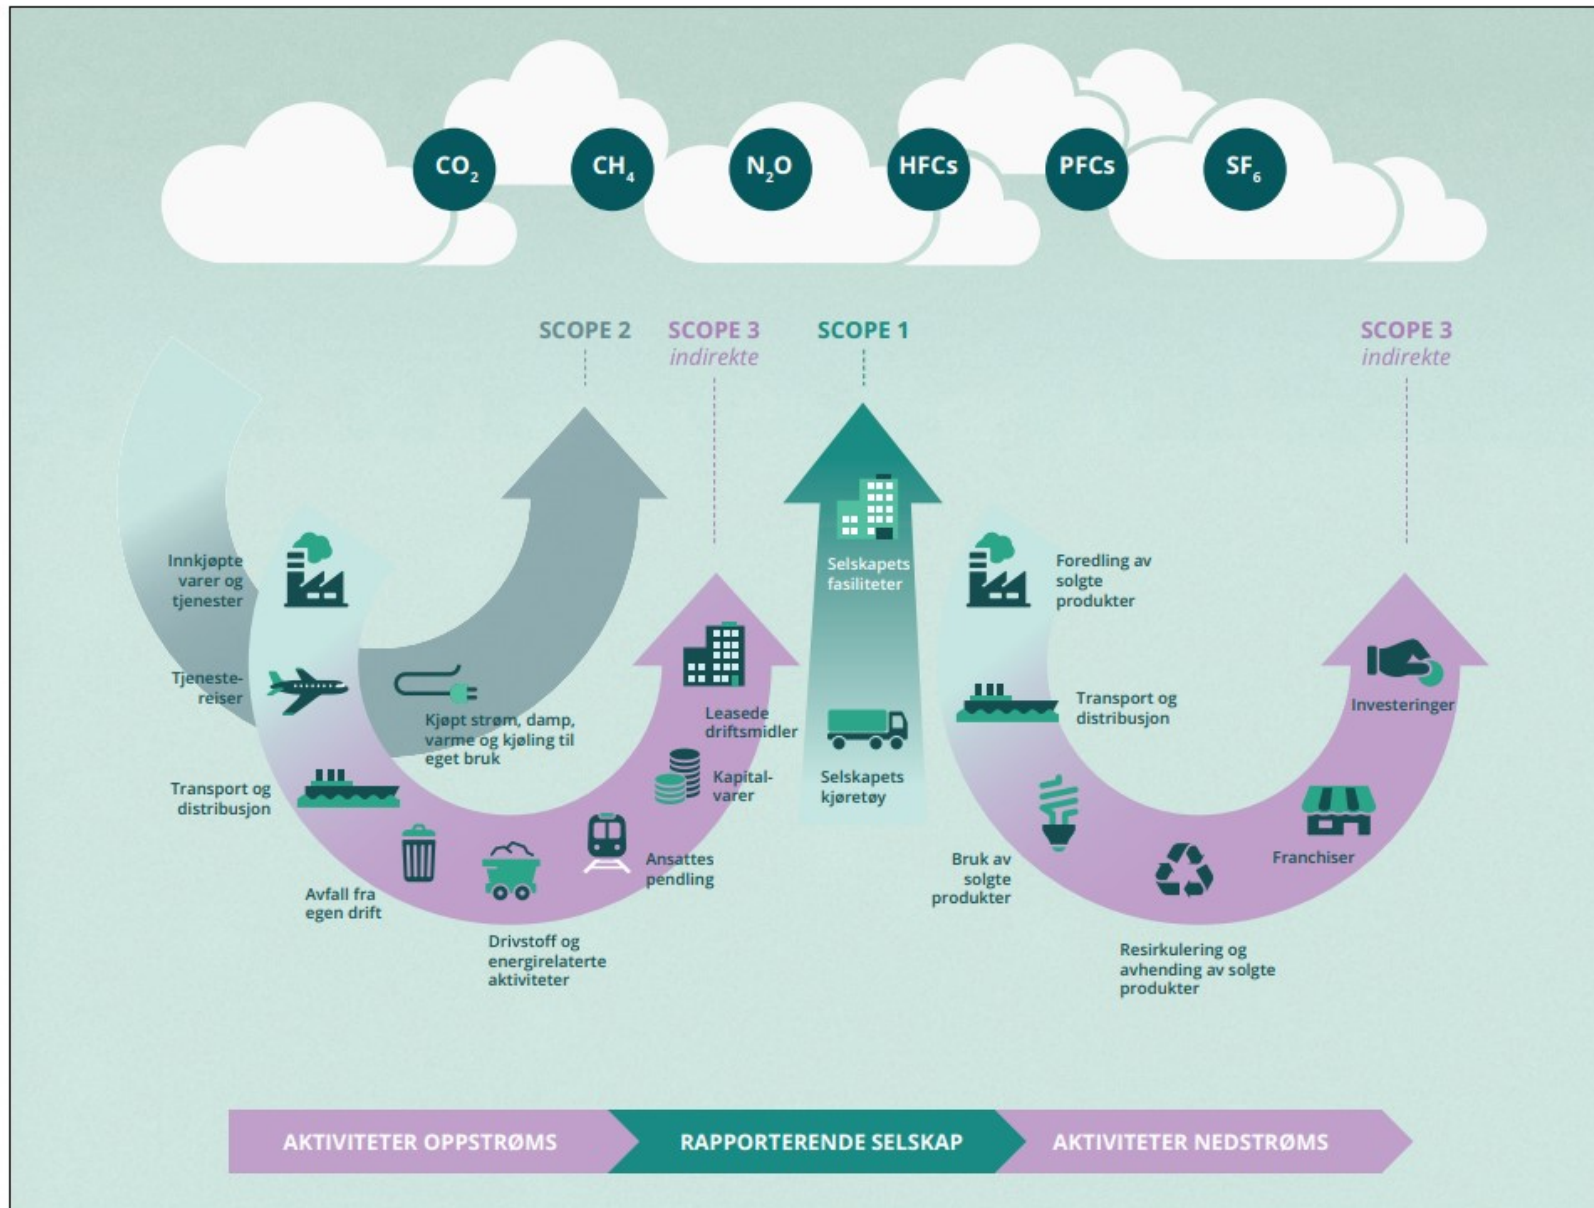 CO₂
CH₄
N₂O
HFCs
PFCs
SF₆
SCOPE 2
SCOPE 3
indirekte
SCOPE 1
SCOPE 3
indirekte
Innkjøpte
varer og
tjenester
Tjeneste-
reiser
Transport og
distribusjon
Avfall fra
egen drift
Drivstoff og
energirelaterte
aktiviteter
Ansattes
pendling
Kapital-
varer
Leasede
driftsmidler
Kjøpt strøm, damp,
varme og kjøling til
eget bruk
Selskapets
fasiliteter
Selskapets
kjøretøy
Foredling av
solgte
produkter
Transport og
distribusjon
Bruk av
solgte
produkter
Resirkulering og
avhending av solgte
produkter
Franchiser
Investeringer
AKTIVITETER OPPSTRØMS
RAPPORTERENDE SELSKAP
AKTIVITETER NEDSTRØMS